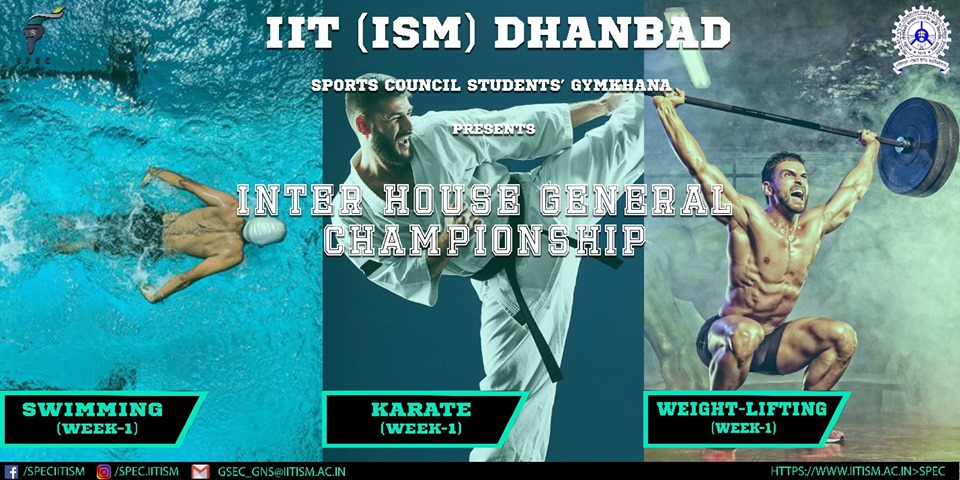 SPEC
IIT (ISM) DHANBAD
SPORTS COUNCIL STUDENTS' GYMKHANA
PRESENTS
INTER HOUSE GENERAL
CHAMPIONSHIP
SWIMMING
(WEEK-1)
KARATE
(WEEK-1)
WEIGHT-LIFTING
(WEEK-1)
/SPECIITISM /SPEC.IITISM GSEC_GNS@IITISM.AC.IN HTTPS://WWW.IITISM.AC.IN>SPEC